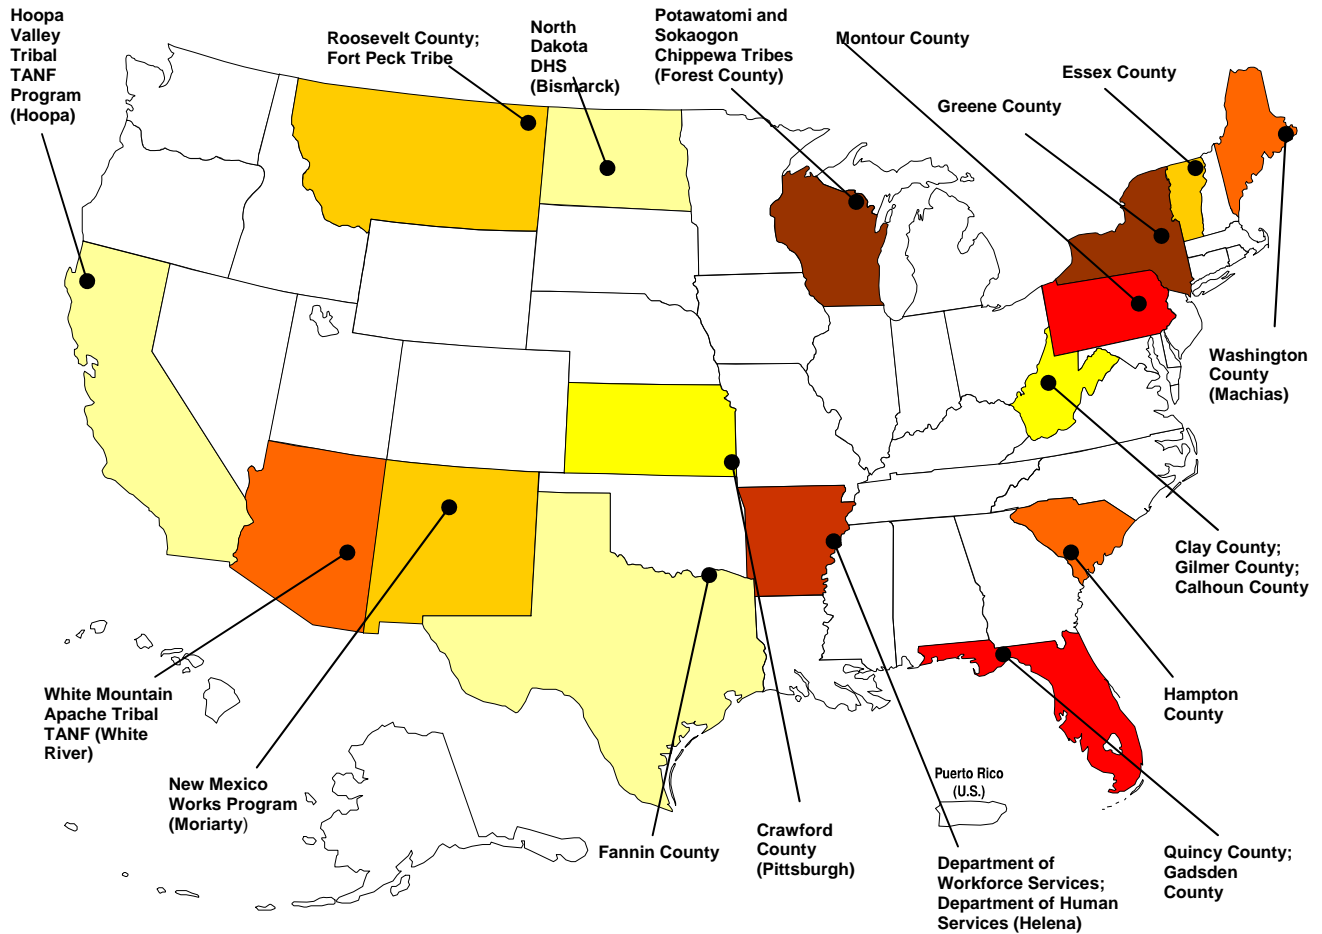 Hoopa
Valley
Tribal
TANF
Program
(Hoopa)
Roosevelt County;
Fort Peck Tribe
North
Dakota
DHS
(Bismarck)
Potawatomi and
Sokaogon
Chippewa Tribes
(Forest County)
Montour County
Essex County
Greene County
Washington
County
(Machias)
Clay County;
Gilmer County;
Calhoun County
Hampton
County
White Mountain
Apache Tribal
TANF (White
River)
New Mexico
Works Program
(Moriarty)
Fannin County
Crawford
County
(Pittsburgh)
Puerto Rico
(U.S.)
Department of
Workforce Services;
Department of Human
Services (Helena)
Quincy County;
Gadsden
County